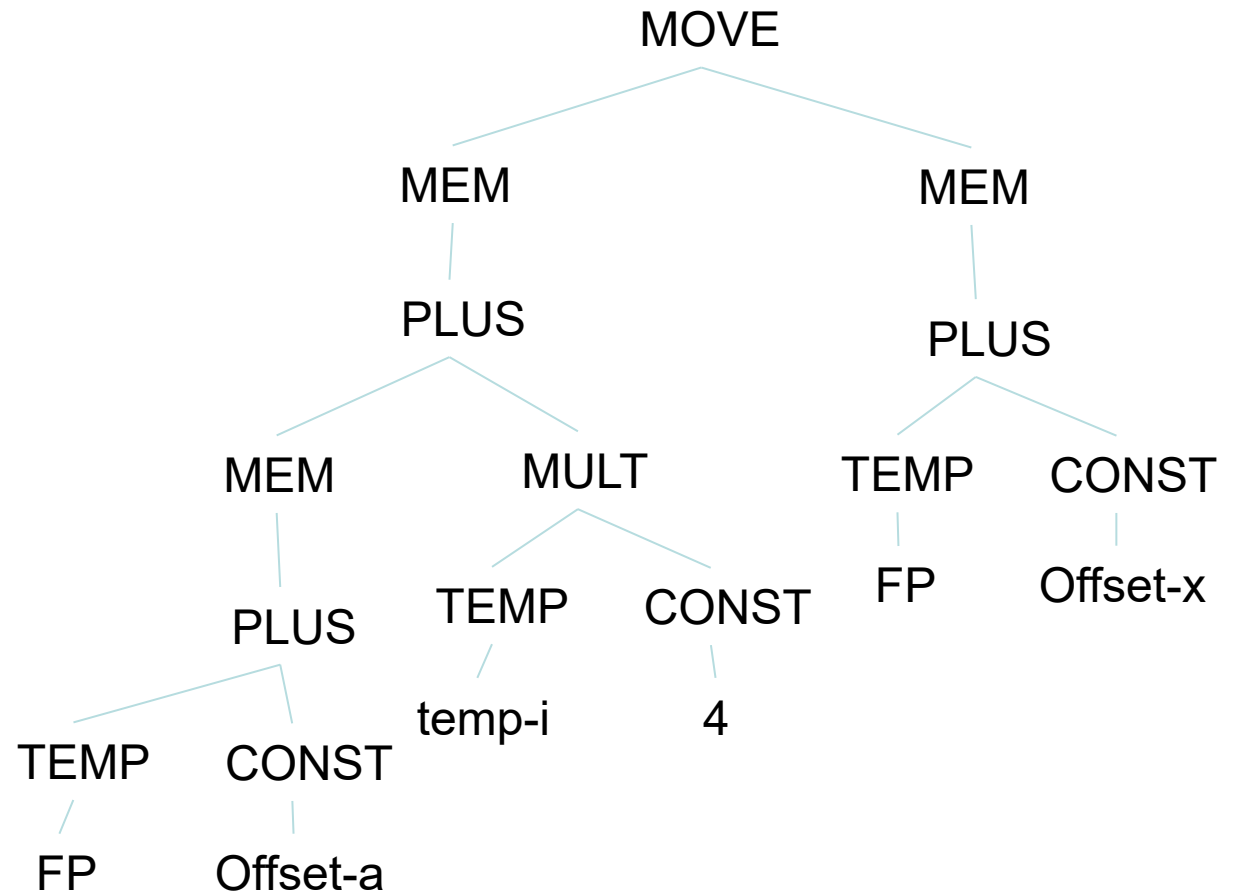 MOVE
MEM MEM
PLUS PLUS
MEM MULT TEMP CONST
FP Offset-x
TEMP CONST
PLUS
temp-i 4
TEMP CONST
FP Offset-a